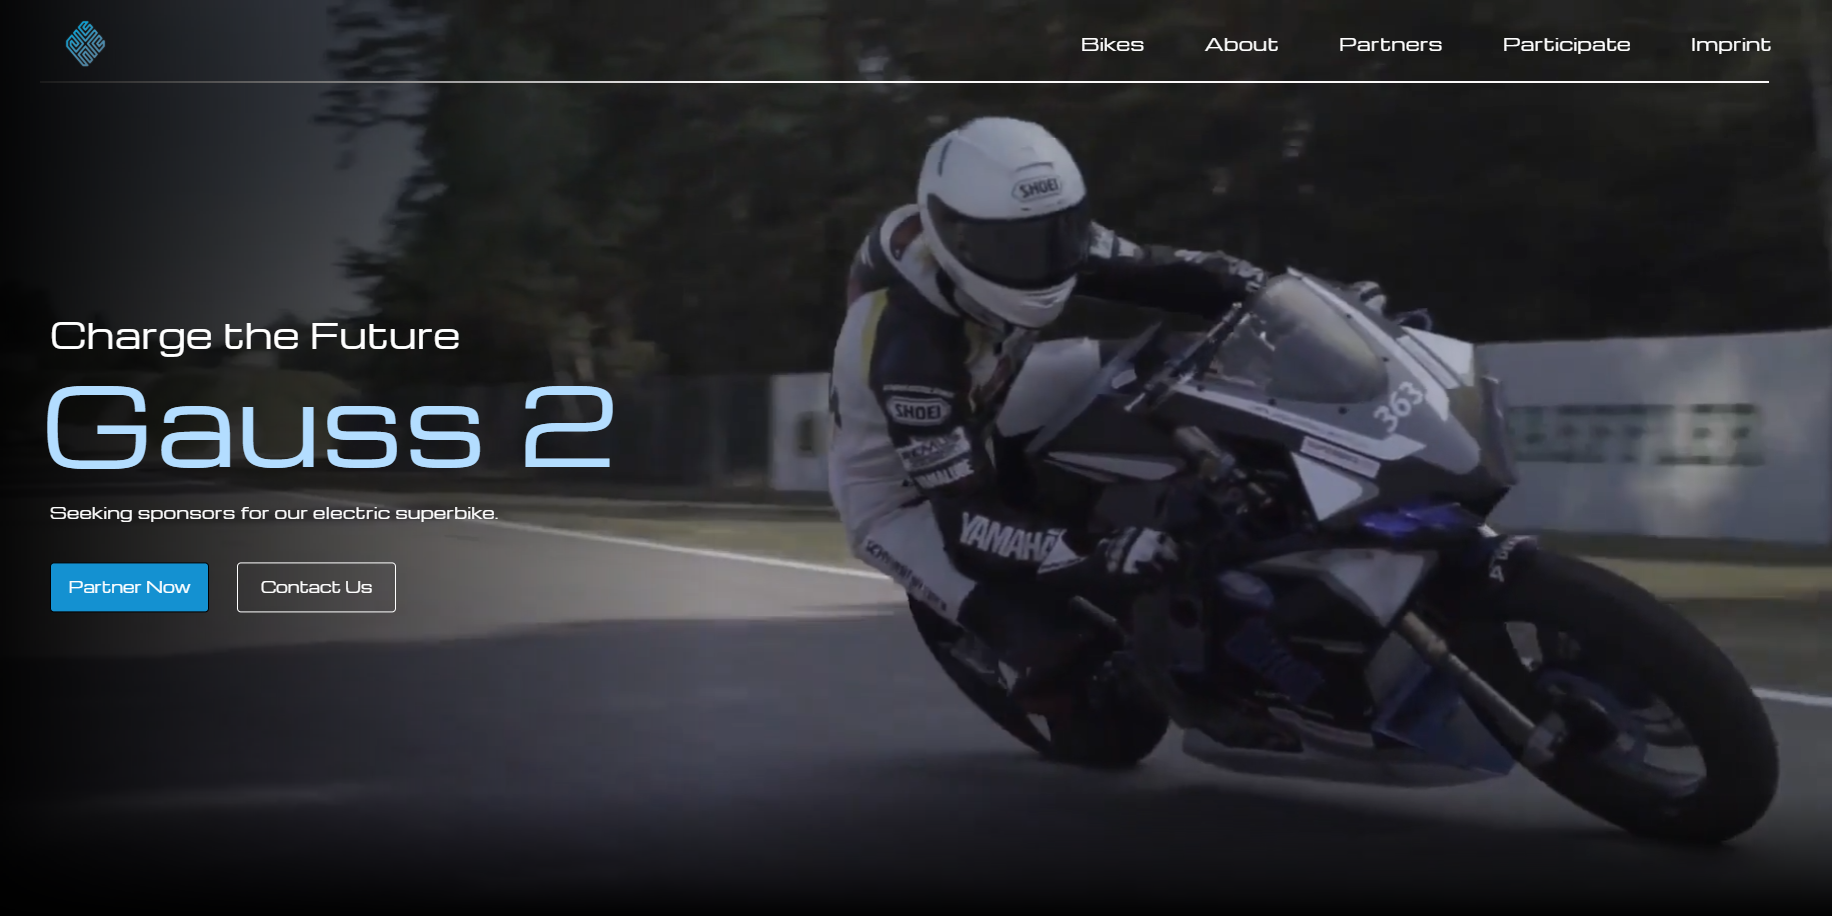 Bikes About Partners Participate Imprint
SHOEI
Charge the Future
Gauss 2
363
SHOEI
YAMALUBE
Seeking sponsors for our electric superbike.
YAMAHA
Partner Now Contact Us